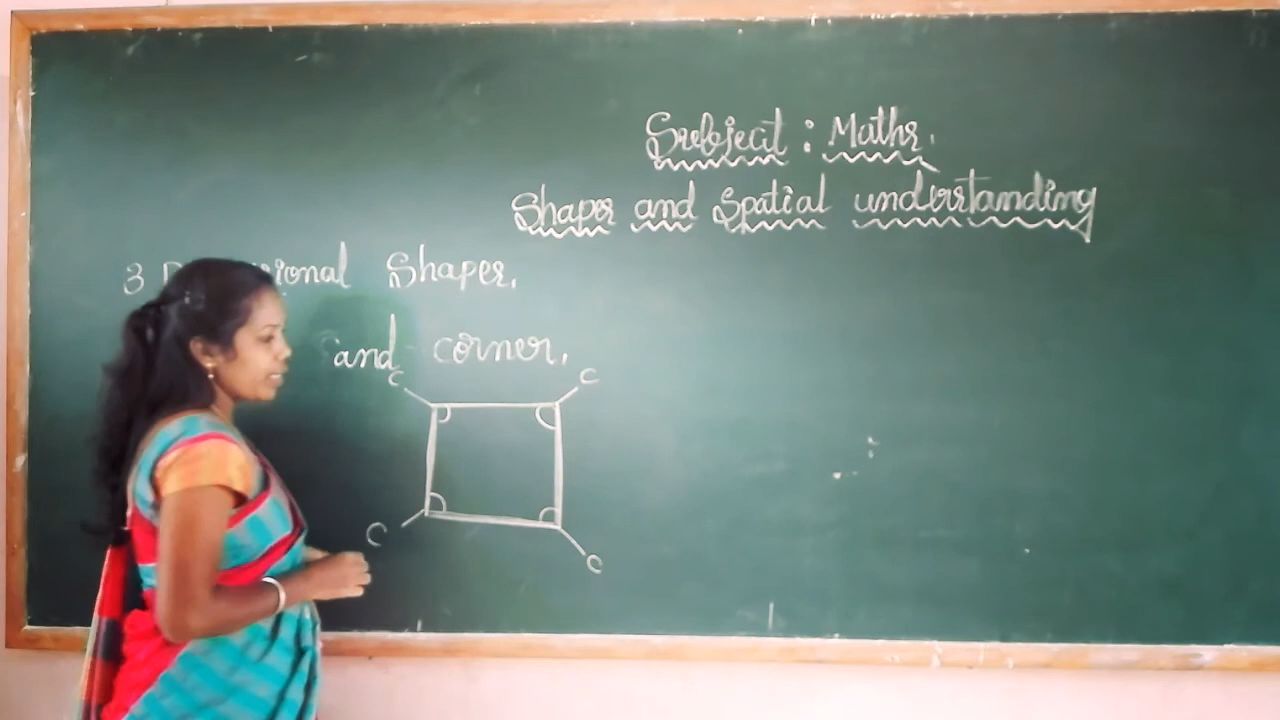 Subject : Maths.
Shapes and Spatial understanding
3 Shapes.
and corner.
C C
C C